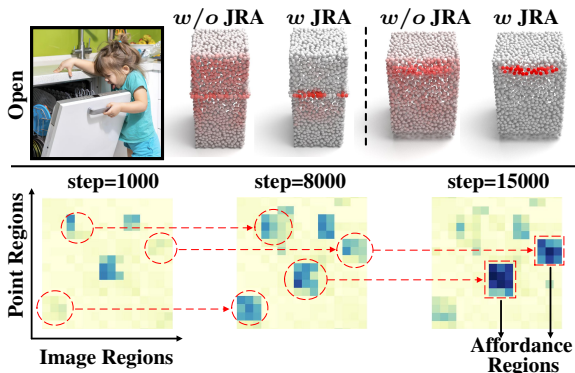 w/o JRA w JRA w/o JRA w JRA
Open
step=1000 step=8000 step=15000
Point Regions
Image Regions
Affordance
Regions